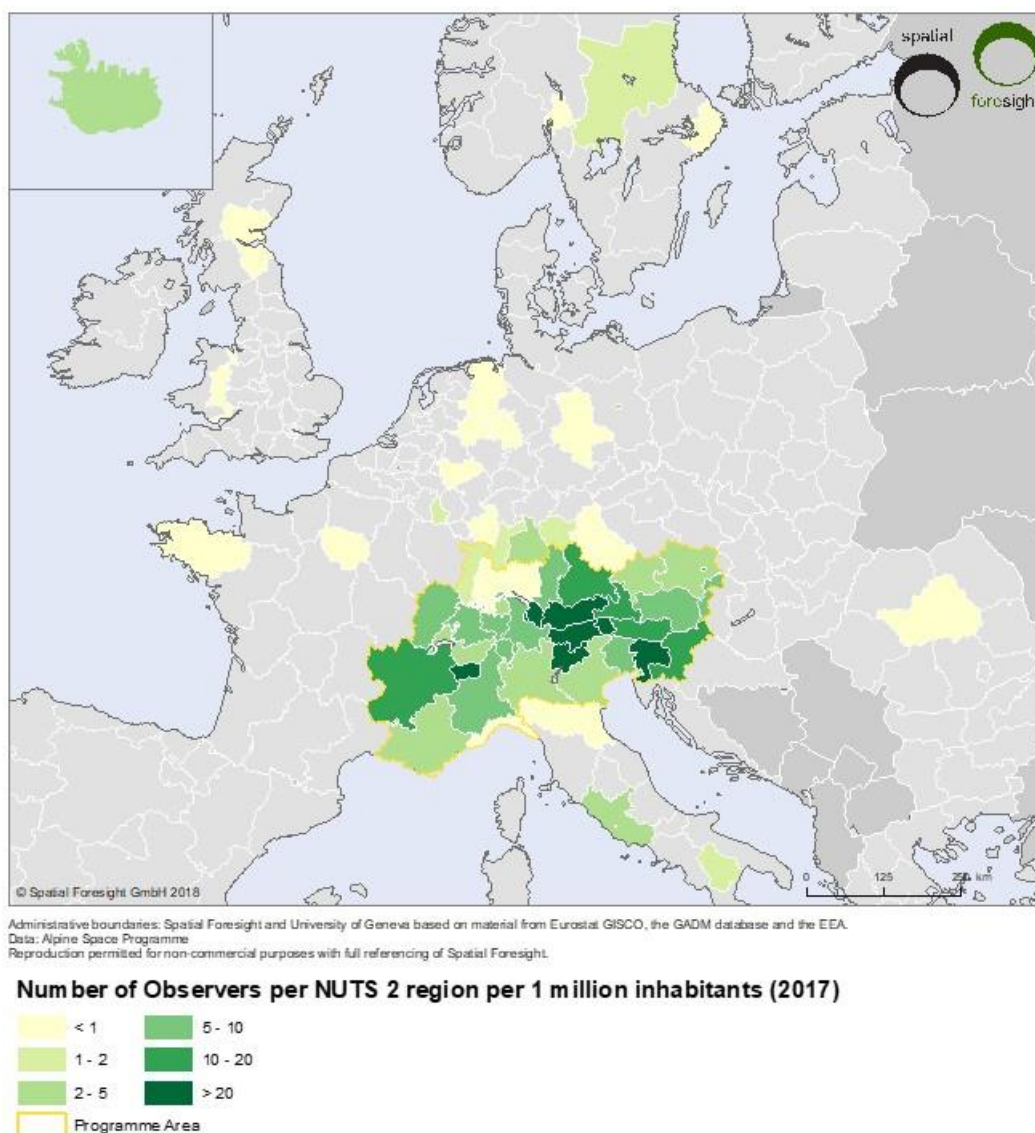 spatial
foresight
© Spatial Foresight GmbH 2018
0 125 250 km
Administrative boundaries: Spatial Foresight and University of Geneva based on material from Eurostat GISCO, the GADM database and the EEA.
Data: Alpine Space Programme
Reproduction permitted for non-commercial purposes with full referencing of Spatial Foresight.
Number of Observers per NUTS 2 region per 1 million inhabitants (2017)
< 1 5 - 10
1 - 2 10 - 20
2 - 5 > 20
Programme Area